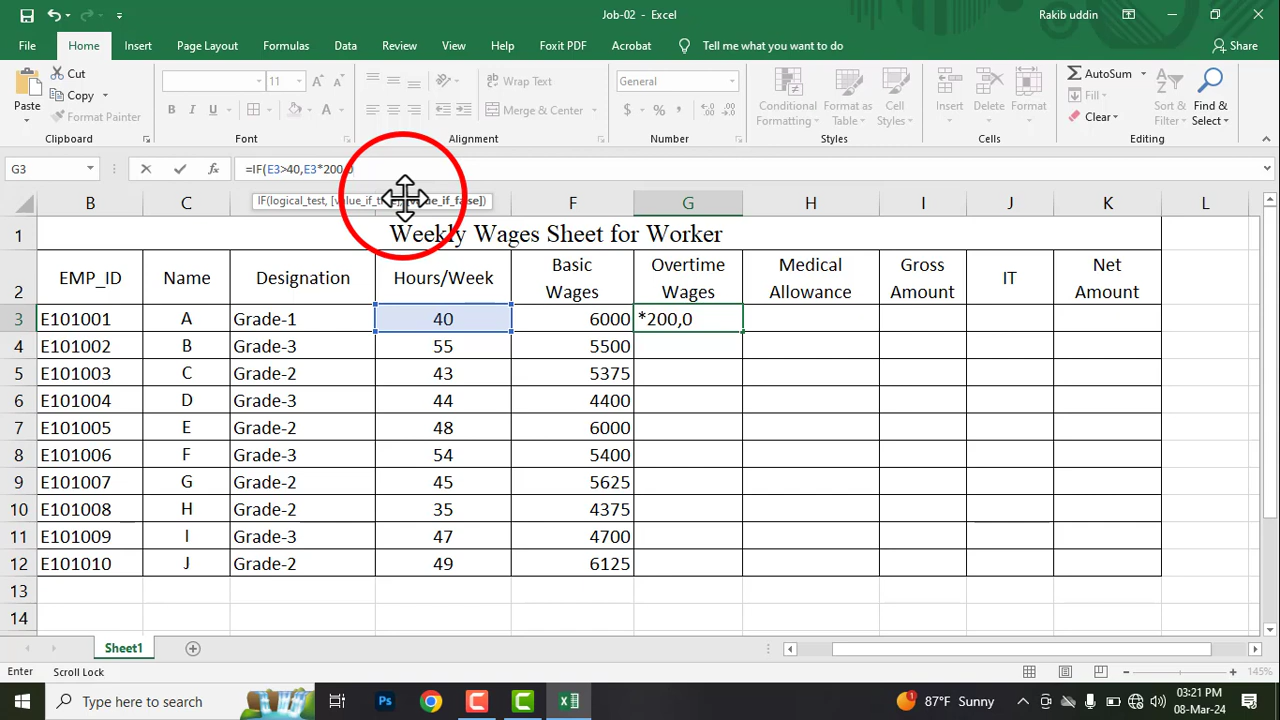 Job-02 - Excel
Rakib uddin
File Home Insert Page Layout Formulas Data Review View Help Foxit PDF Acrobat Tell me what you want to do Share
Paste
Cut
Copy
Format Painter
Clipboard
11
B I U
Font
Wrap Text
Merge & Center
Alignment
General
$ %
Number
Conditional
Formatting
Format as
Table
Cell
Styles
Styles
Insert
Delete
Format
Cells
AutoSum
Fill
Clear
Sort &
Filter
Find &
Select
Editing
G3
=IF(E3>40,E3*200,0
IF(logical_test, [value_if_true], [value_if_false])
B C F G H I J K L
1 Weekly Wages Sheet for Worker
2 EMP_ID Name Designation Hours/Week Basic Wages Overtime Wages Medical Allowance Gross Amount IT Net Amount
3 E101001 A Grade-1 40 6000 *200,0
4 E101002 B Grade-3 55 5500
5 E101003 C Grade-2 43 5375
6 E101004 D Grade-3 44 4400
7 E101005 E Grade-2 48 6000
8 E101006 F Grade-3 54 5400
9 E101007 G Grade-2 45 5625
10 E101008 H Grade-2 35 4375
11 E101009 I Grade-3 47 4700
12 E101010 J Grade-2 49 6125
13
14
Sheet1
Enter Scroll Lock
145%
Type here to search
Ps
87°F Sunny
03:21 PM
08-Mar-24